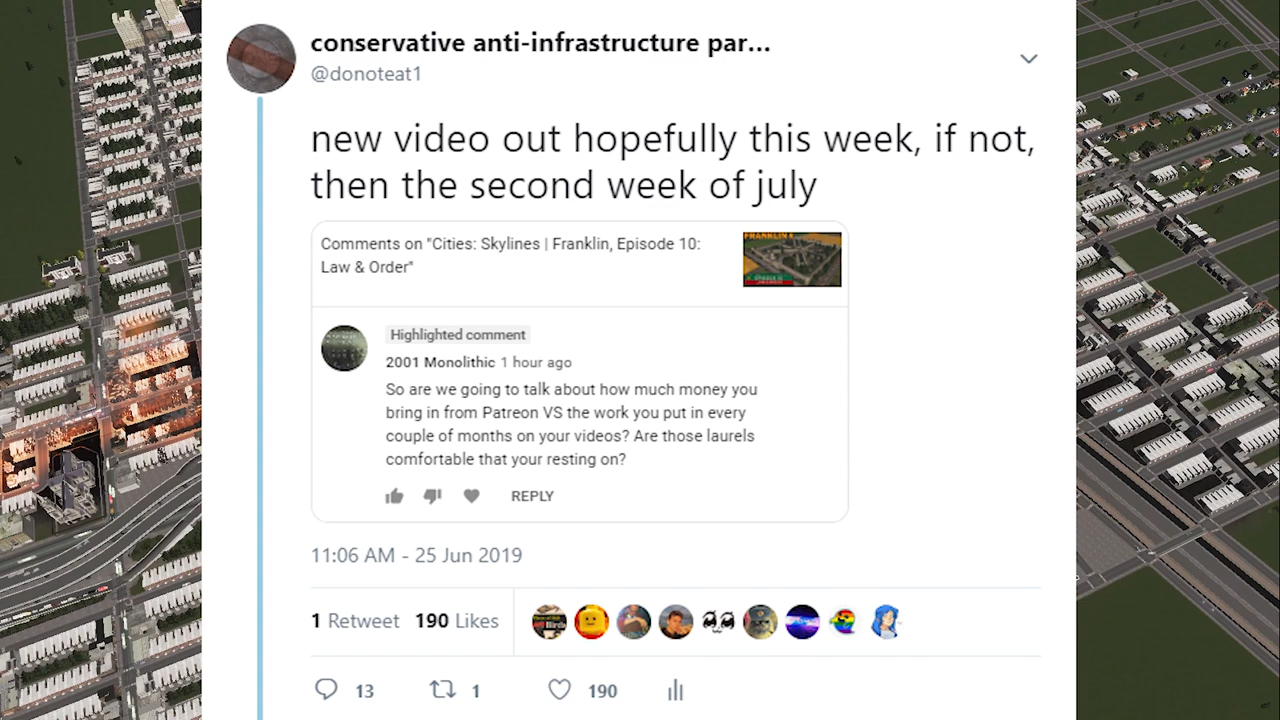 conservative anti-infrastructure par...
@donoteat1
new video out hopefully this week, if not,
then the second week of july
Comments on "Cities: Skylines | Franklin, Episode 10:
Law & Order"
FRANKLIN
Highlighted comment
2001 Monolithic 1 hour ago
So are we going to talk about how much money you
bring in from Patreon VS the work you put in every
couple of months on your videos? Are those laurels
comfortable that your resting on?
REPLY
11:06 AM - 25 Jun 2019
1 Retweet 190 Likes
13 1 190